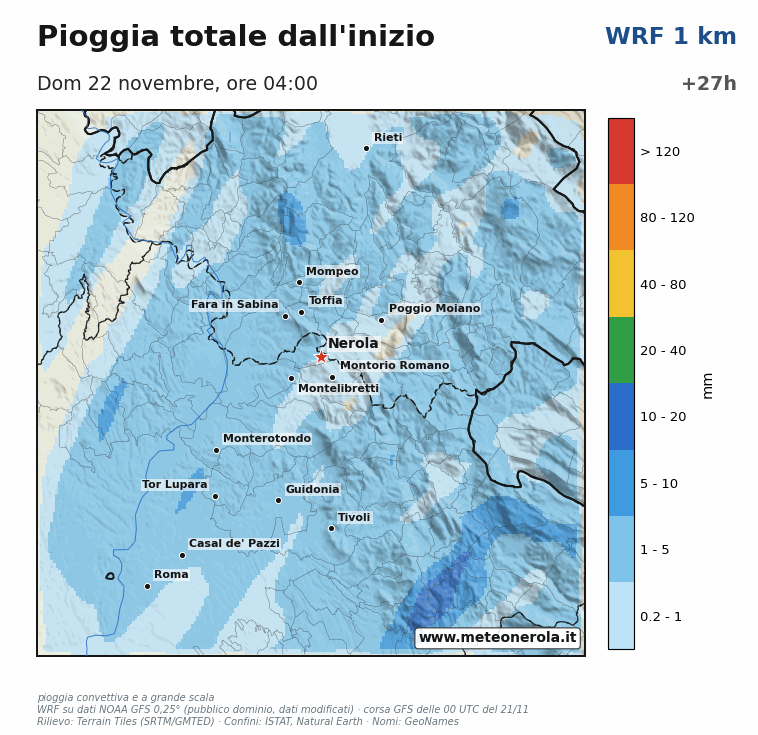 Pioggia totale dall'inizio
WRF 1 km
Dom 22 novembre, ore 04:00
+27h
Rieti
Mompeo
Toffia
Fara in Sabina
Poggio Moiano
Nerola
Montorio Romano
Montelibretti
Monterotondo
Tor Lupara
Guidonia
Tivoli
Casal de' Pazzi
Roma
www.meteonerola.it
> 120
80 - 120
40 - 80
20 - 40
10 - 20
5 - 10
1 - 5
0.2 - 1
mm
pioggia convettiva e a grande scala
WRF su dati NOAA GFS 0,25° (pubblico dominio, dati modificati) · corsa GFS delle 00 UTC del 21/11
Rilievo: Terrain Tiles (SRTM/GMTED) · Confini: ISTAT, Natural Earth · Nomi: GeoNames